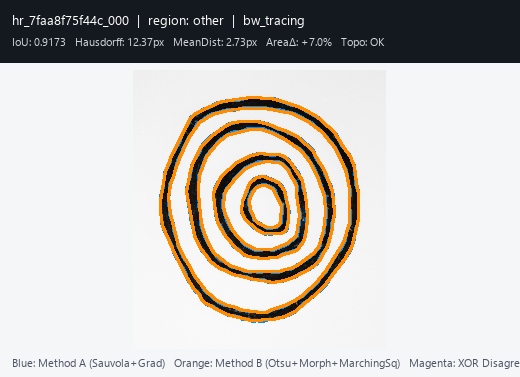 hr_7faa8f75f44c_000 | region: other | bw_tracing
IoU: 0.9173 Hausdorff: 12.37px MeanDist: 2.73px AreaΔ: +7.0% Topo: OK
Blue: Method A (Sauvola+Grad) Orange: Method B (Otsu+Morph+MarchingSq) Magenta: XOR Disagre